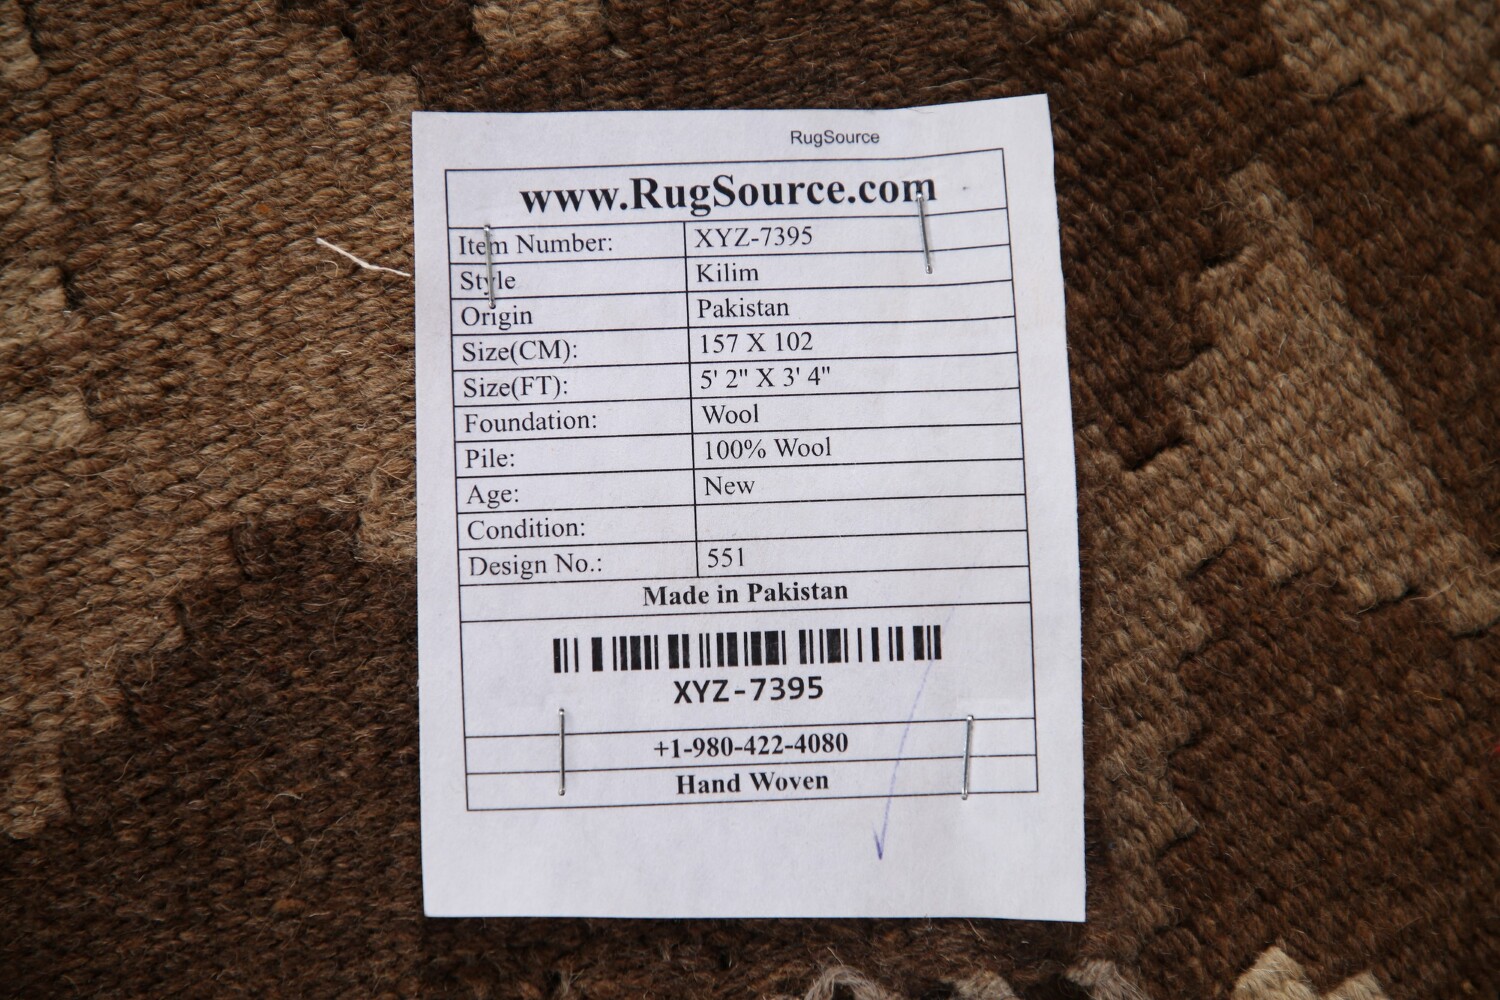 RugSource
www.RugSource.com
Item Number: XYZ-7395
Style Kilim
Origin Pakistan
Size(CM): 157 X 102
Size(FT): 5' 2" X 3' 4"
Foundation: Wool
Pile: 100% Wool
Age: New
Condition:
Design No.: 551
Made in Pakistan
XYZ-7395
+1-980-422-4080
Hand Woven